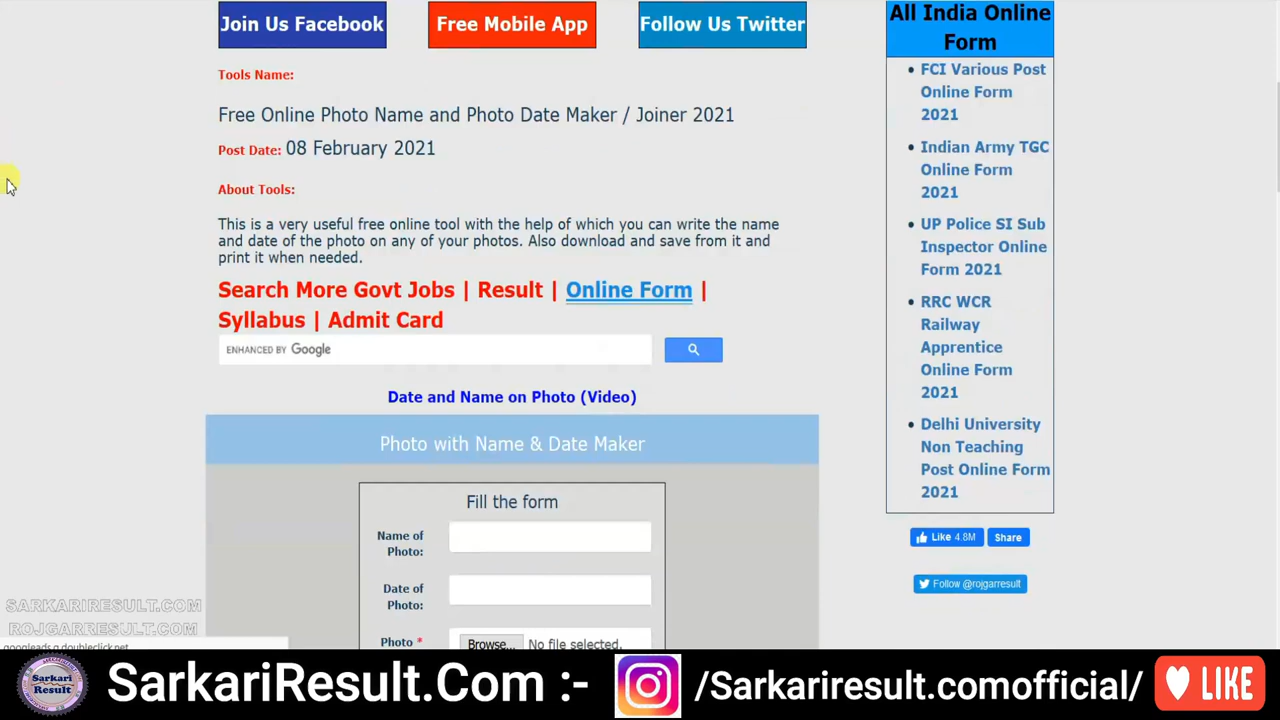 Join Us Facebook
Free Mobile App
Follow Us Twitter
Tools Name:
Free Online Photo Name and Photo Date Maker / Joiner 2021
Post Date: 08 February 2021
About Tools:
This is a very useful free online tool with the help of which you can write the name
and date of the photo on any of your photos. Also download and save from it and
print it when needed.
Search More Govt Jobs | Result | Online Form |
Syllabus | Admit Card
ENHANCED BY Google
Date and Name on Photo (Video)
Photo with Name & Date Maker
Fill the form
Name of
Photo:
Date of
Photo:
Photo *
Browse... No file selected.
All India Online
Form
• FCI Various Post
Online Form
2021
• Indian Army TGC
Online Form
2021
• UP Police SI Sub
Inspector Online
Form 2021
• RRC WCR
Railway
Apprentice
Online Form
2021
• Delhi University
Non Teaching
Post Online Form
2021
Like 4.8M
Share
Follow @rojgarresult
SARKARIRESULT.COM
ROJGARRESULT.COM
googleads.g.doubleclick.net
Sarkari
Result
SarkariResult.Com :-
/Sarkariresult.comofficial/
LIKE